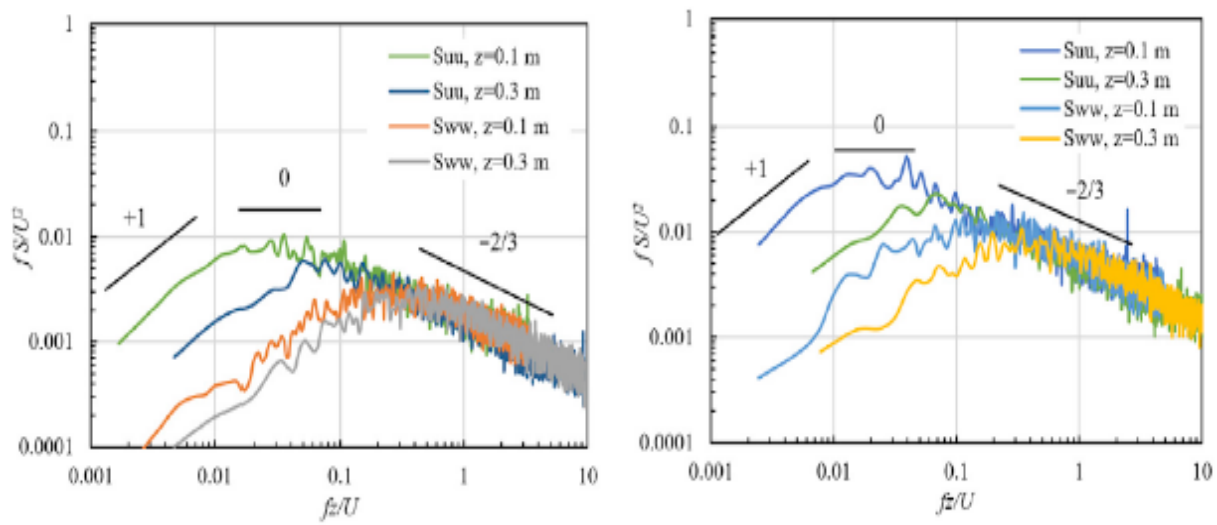 1
0.1
0.01
0.001
0.0001
f S/U²
Suu, z=0.1 m
Suu, z=0.3 m
Sww, z=0.1 m
Sww, z=0.3 m
+1
0
−2/3
0.001 0.01 0.1 1 10
fz/U
1
0.1
0.01
0.001
0.0001
f S/U²
Suu, z=0.1 m
Suu, z=0.3 m
Sww, z=0.1 m
Sww, z=0.3 m
+1
0
−2/3
0.001 0.01 0.1 1 10
fz/U